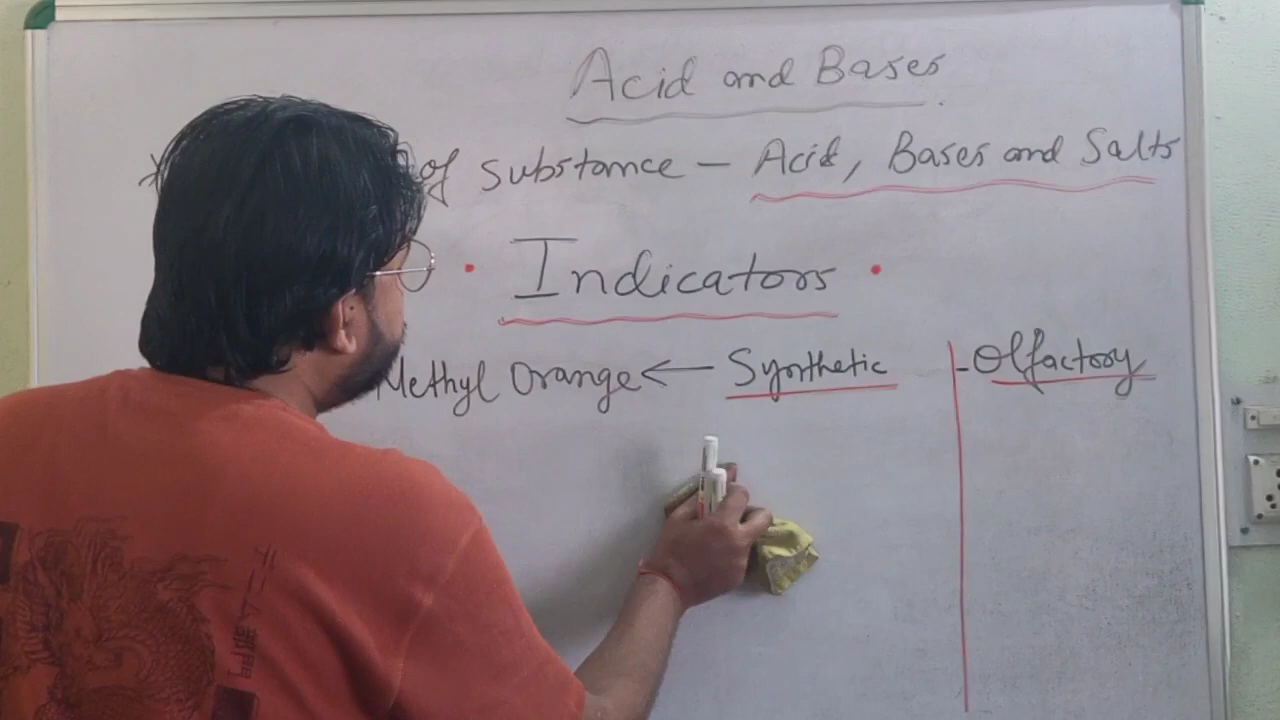 Acid and Bases
of substance – Acid, Bases and Salts
Indicators
Methyl Orange ← Synthetic
- Olfactory